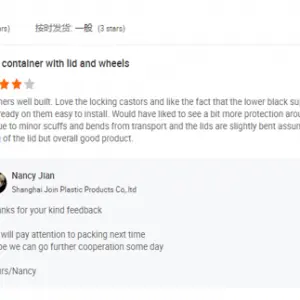 rs) 按时发货: 一般 (3 stars)
container with lid and wheels
ners well built. Love the locking castors and like the fact that the lower black su
ready on them easy to install. Would have liked to see a bit more protection arou
ue to minor scuffs and bends from transport and the lids are slightly bent assum
of the lid but overall good product.
Nancy Jian
Shanghai Join Plastic Products Co, ltd
anks for your kind feedback
will pay attention to packing next time
pe we can go further cooperation some day
urs/Nancy